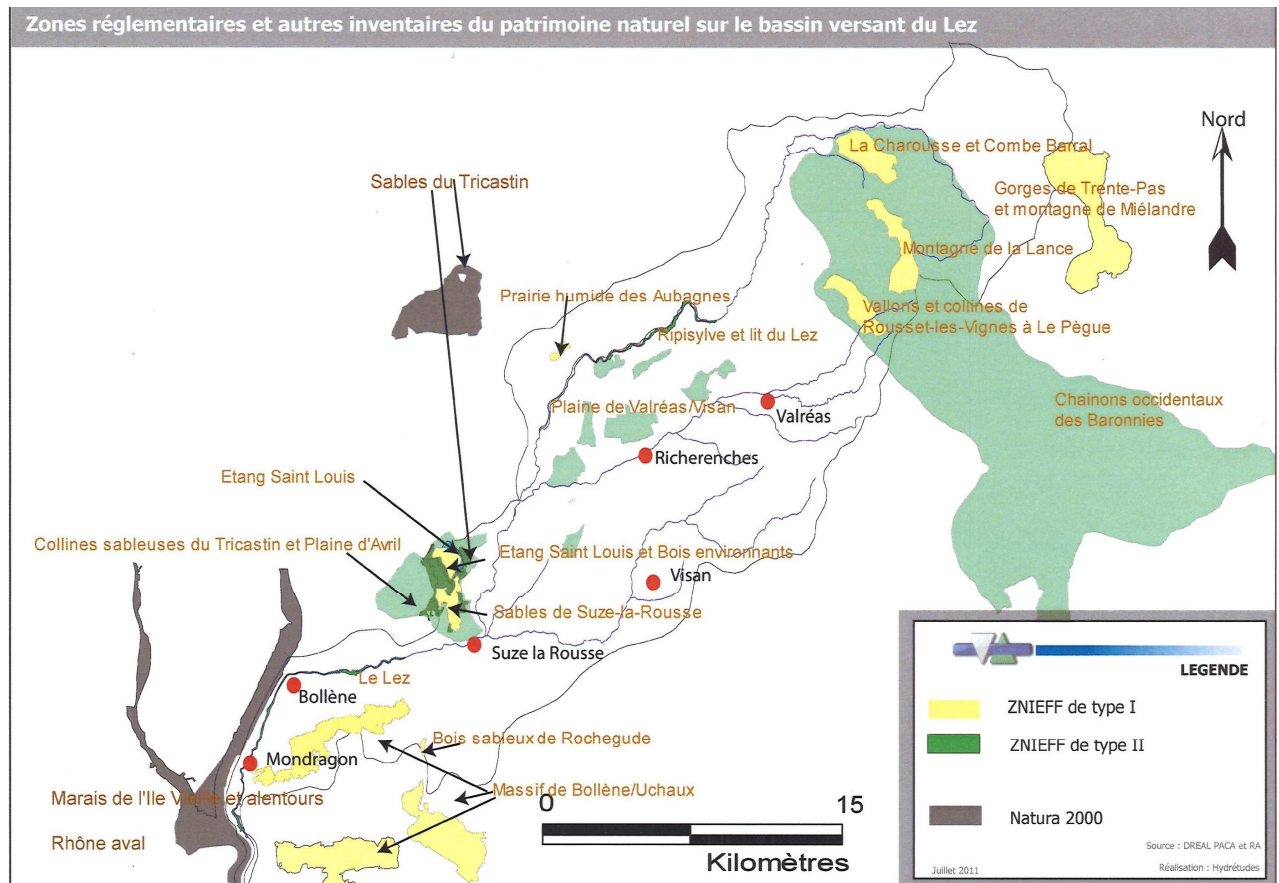 Zones réglementaires et autres inventaires du patrimoine naturel sur le bassin versant du Lez
Nord
La Charousse et Combe Barral
Sables du Tricastin
Gorges de Trente-Pas
et montagne de Miélandre
Montagne de la Lance
Prairie humide des Aubagnes
Vallons et collines de
Rousset-les-Vignes à Le Pègue
Ripisylve et lit du Lez
Chainons occidentaux
des Baronnies
Plaine de Valréas/Visan
Valréas
Richerenches
Etang Saint Louis
Collines sableuses du Tricastin et Plaine d'Avril
Etang Saint Louis et Bois environnants
Visan
Sables de Suze-la-Rousse
Suze la Rousse
Le Lez
Bollène
Bois sableux de Rochegude
Mondragon
Massif de Bollène/Uchaux
Marais de l'Ile Vieille et alentours
Rhône aval
0 15
Kilomètres
LEGENDE
ZNIEFF de type I
ZNIEFF de type II
Natura 2000
Source : DREAL PACA et RA
Juillet 2011
Réalisation : Hydrétudes